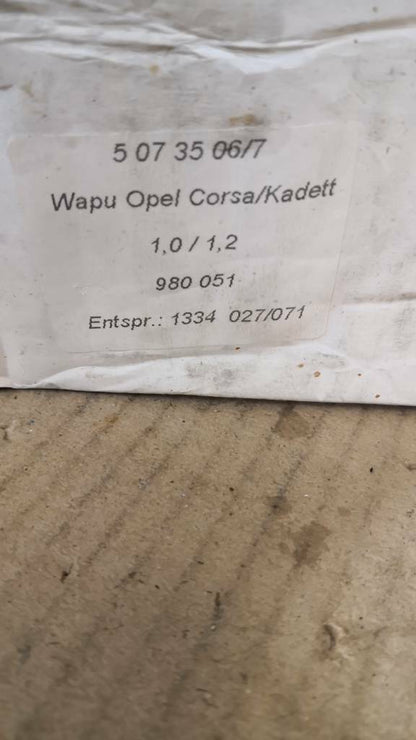 5 07 35 06/7
Wapu Opel Corsa/Kadett
1,0 / 1,2
980 051
Entspr.: 1334 027/071